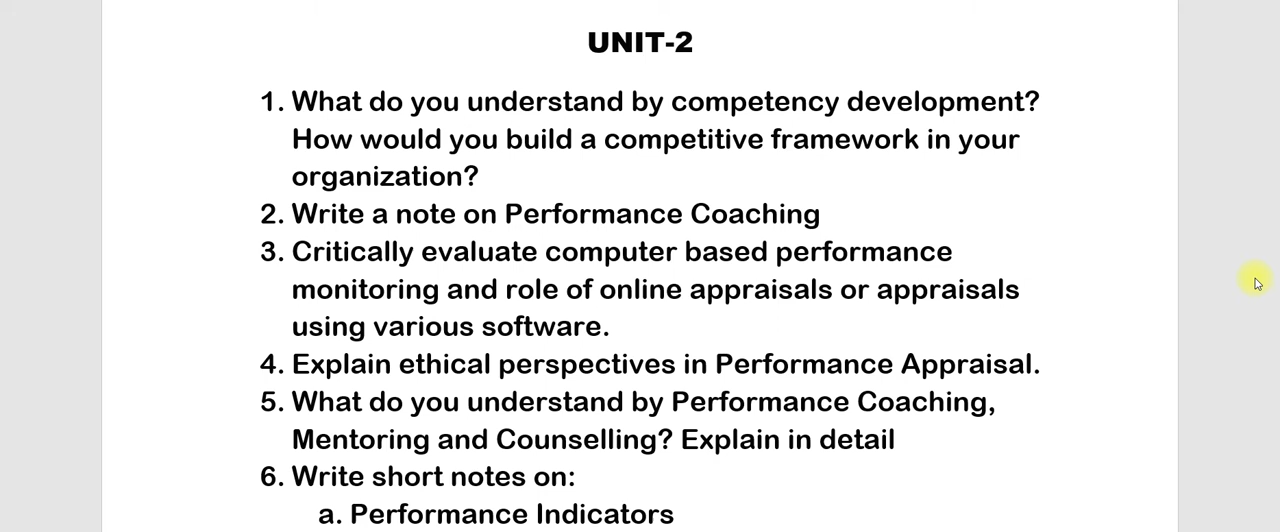 UNIT-2
1. What do you understand by competency development?
How would you build a competitive framework in your
organization?
2. Write a note on Performance Coaching
3. Critically evaluate computer based performance
monitoring and role of online appraisals or appraisals
using various software.
4. Explain ethical perspectives in Performance Appraisal.
5. What do you understand by Performance Coaching,
Mentoring and Counselling? Explain in detail
6. Write short notes on:
a. Performance Indicators